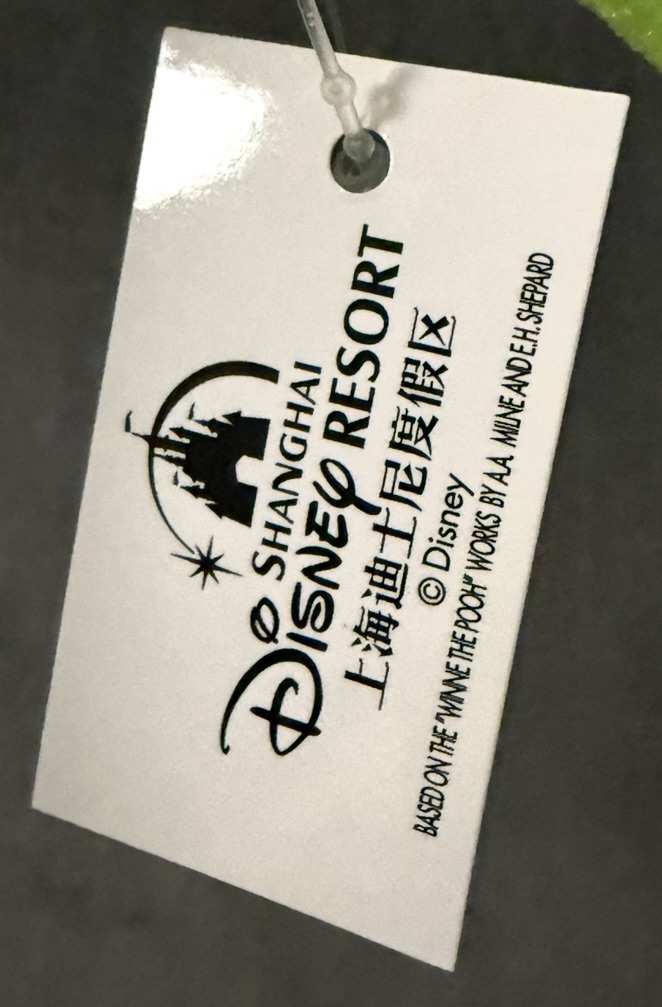 SHANGHAI
DISNEY RESORT
上海迪士尼度假区
© Disney
BASED ON THE "WINNIE THE POOH" WORKS BY A.A. MILNE AND E.H. SHEPARD